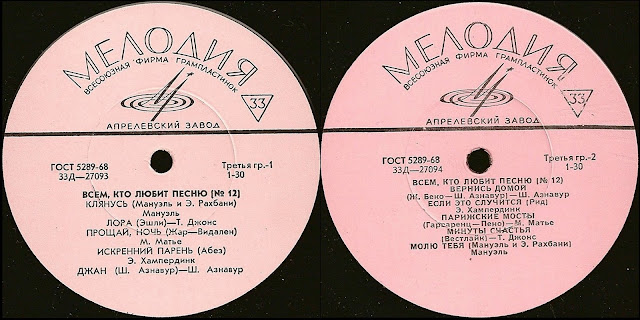 МЕЛОДИЯ
ВСЕСОЮЗНАЯ ФИРМА ГРАМПЛАСТИНОК
33
АПРЕЛЕВСКИЙ ЗАВОД
ГОСТ 5289-68
33Д—27093
Третья гр.-1
1-30
ВСЕМ, КТО ЛЮБИТ ПЕСНЮ (№ 12)
КЛЯНУСЬ (Мануэль и Э. Рахбани)
Мануэль
ЛОРА (Эшли)—Т. Джонс
ПРОЩАЙ, НОЧЬ (Жар—Видален)
М. Матье
ИСКРЕННИЙ ПАРЕНЬ (Абез)
Э. Хампердинк
ДЖАН (Ш. Азнавур)—Ш. Азнавур
МЕЛОДИЯ
ВСЕСОЮЗНАЯ ФИРМА ГРАМПЛАСТИНОК
33
АПРЕЛЕВСКИЙ ЗАВОД
ГОСТ 5289-68
33Д—27094
Третья гр.-2
1-30
ВСЕМ, КТО ЛЮБИТ ПЕСНЮ (№ 12)
ВЕРНИСЬ ДОМОЙ
(Ж. Беко—Ш. Азнавур)—Ш. Азнавур
ЕСЛИ ЭТО СЛУЧИТСЯ (Рид)
Э. Хампердинк
ПАРИЖСКИЕ МОСТЫ
(Гартаренц—Пено)—М. Матье
МИНУТЫ СЧАСТЬЯ
(Вестлайк)—Т. Джонс
МОЛЮ ТЕБЯ (Мануэль и Э. Рахбани)
Мануэль